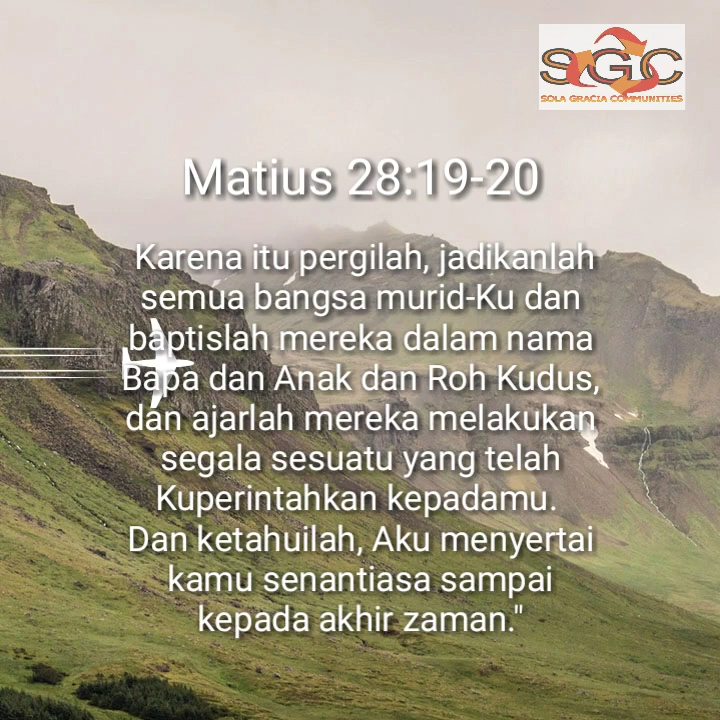 SGC
SOLA GRACIA COMMUNITIES
Matius 28:19-20
Karena itu pergilah, jadikanlah
semua bangsa murid-Ku dan
baptislah mereka dalam nama
Bapa dan Anak dan Roh Kudus,
dan ajarlah mereka melakukan
segala sesuatu yang telah
Kuperintahkan kepadamu.
Dan ketahuilah, Aku menyertai
kamu senantiasa sampai
kepada akhir zaman."